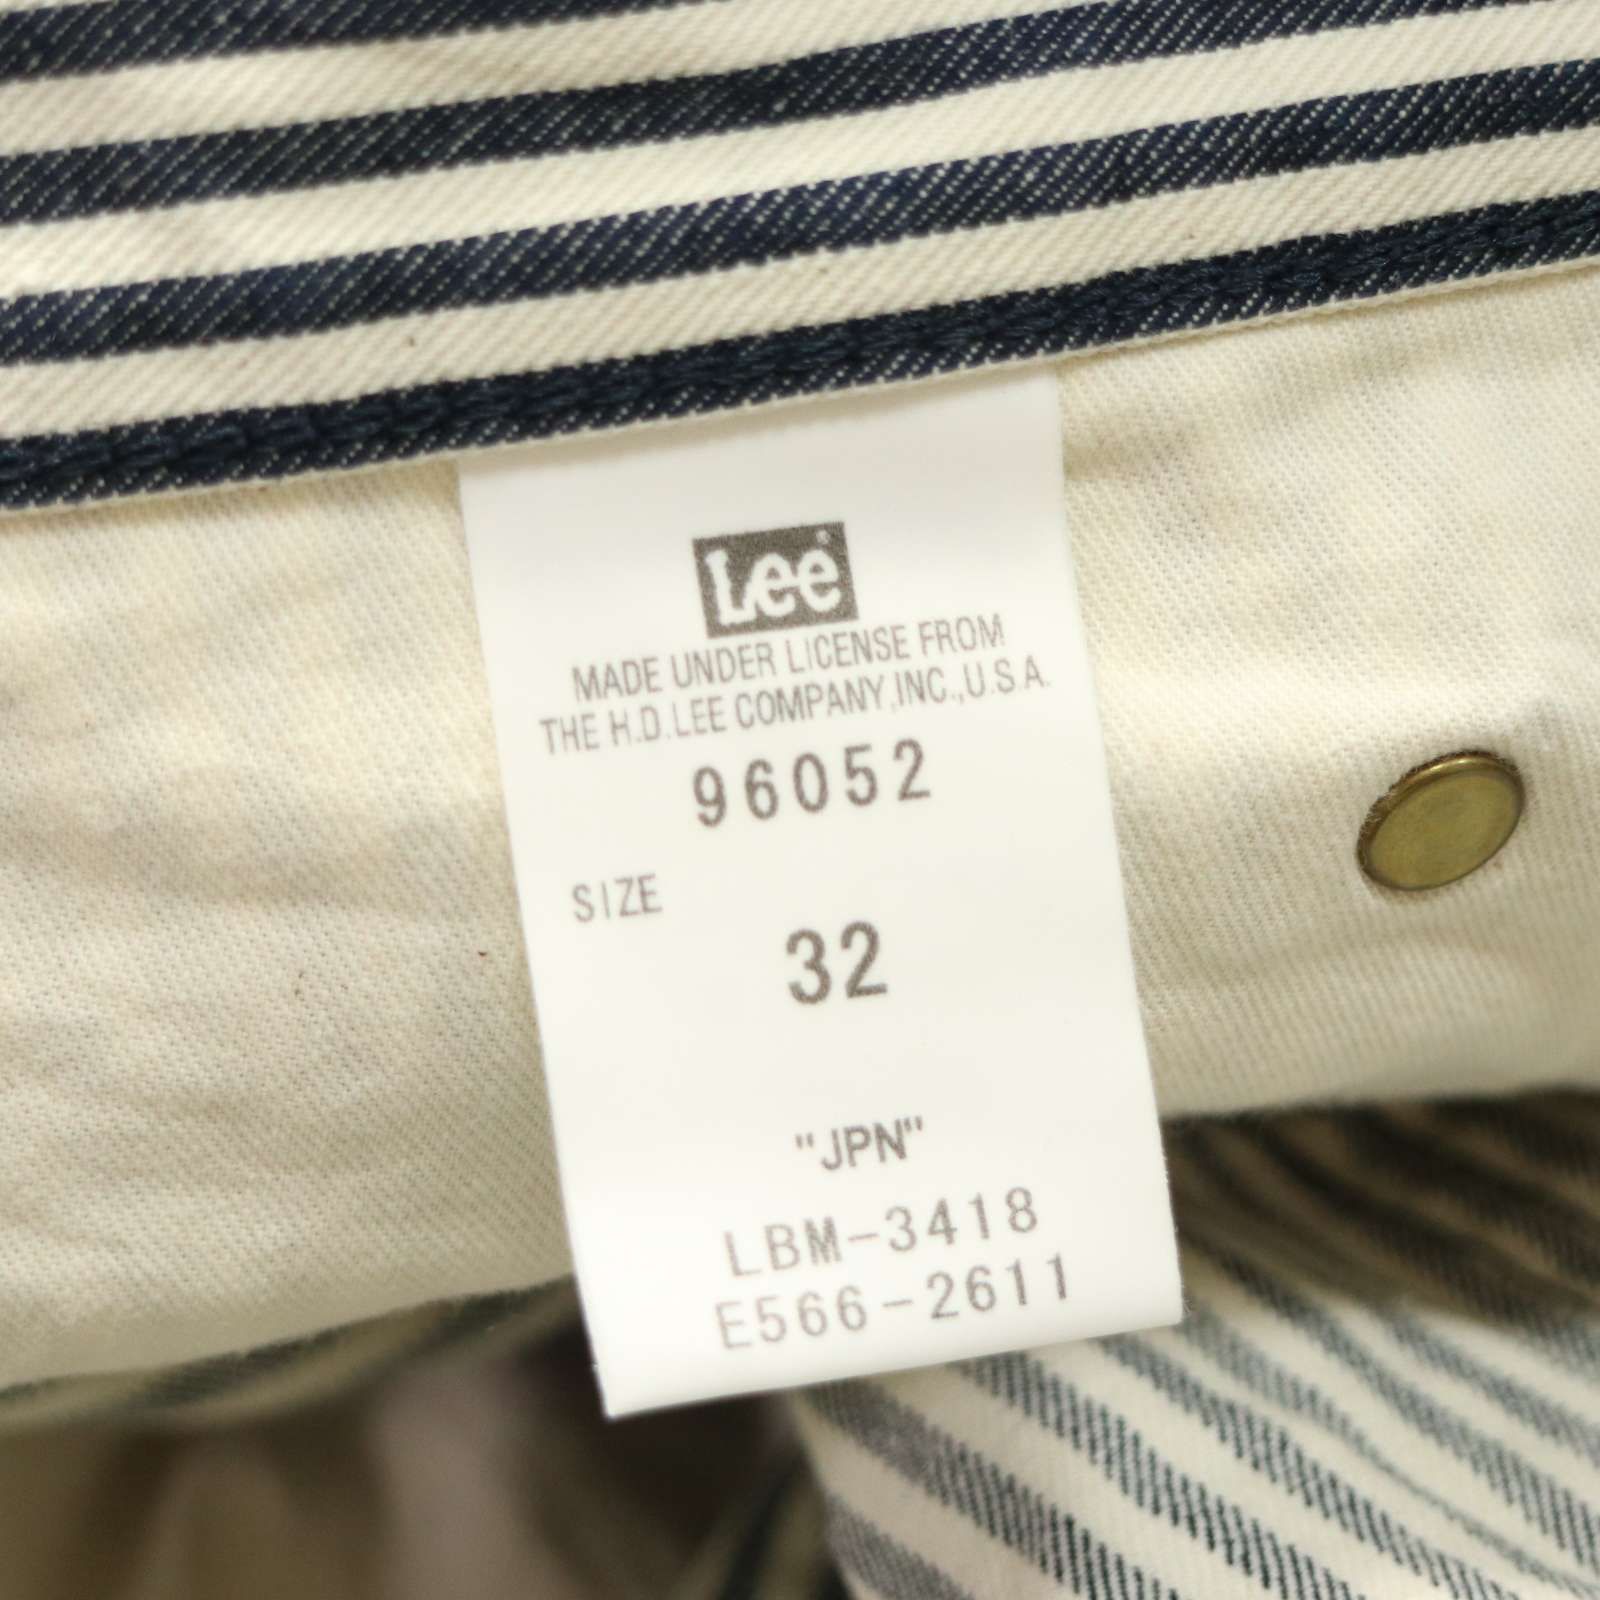 Lee®
MADE UNDER LICENSE FROM
THE H.D.LEE COMPANY,INC.,U.S.A.
96052
SIZE
32
"JPN"
LBM-3418
E566-2611